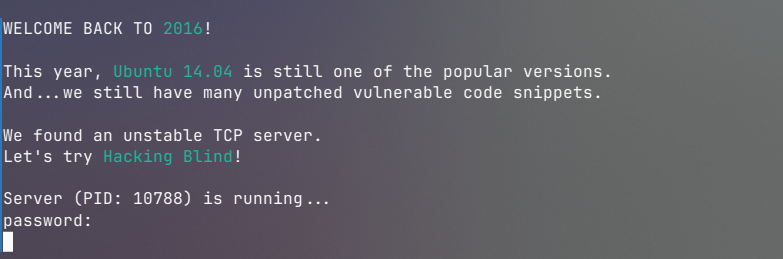 WELCOME BACK TO 2016!
This year, Ubuntu 14.04 is still one of the popular versions.
And...we still have many unpatched vulnerable code snippets.
We found an unstable TCP server.
Let's try Hacking Blind!
Server (PID: 10788) is running...
password: